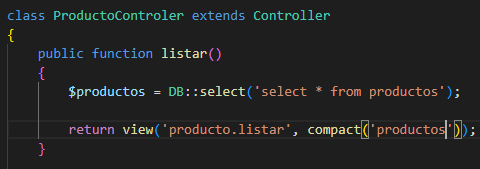 class ProductoControler extends Controller
{
    public function listar()
    {
        $productos = DB::select('select * from productos');
        return view('producto.listar', compact('productos'));
    }